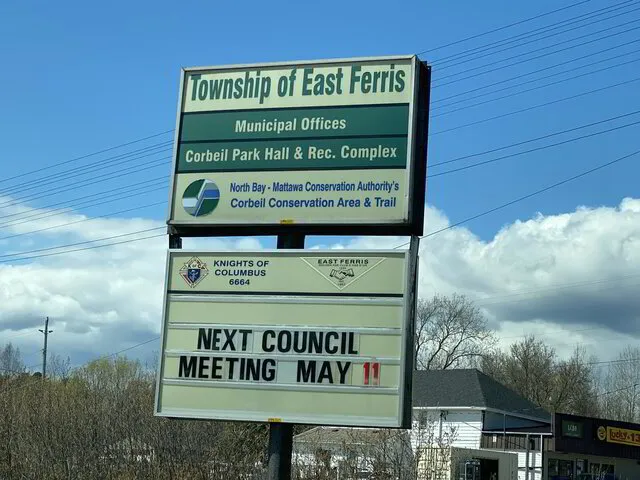 Township of East Ferris
Municipal Offices
Corbeil Park Hall & Rec. Complex
North Bay - Mattawa Conservation Authority's
Corbeil Conservation Area & Trail
KNIGHTS OF
COLUMBUS
6664
EAST FERRIS
NEXT COUNCIL
MEETING MAY 11